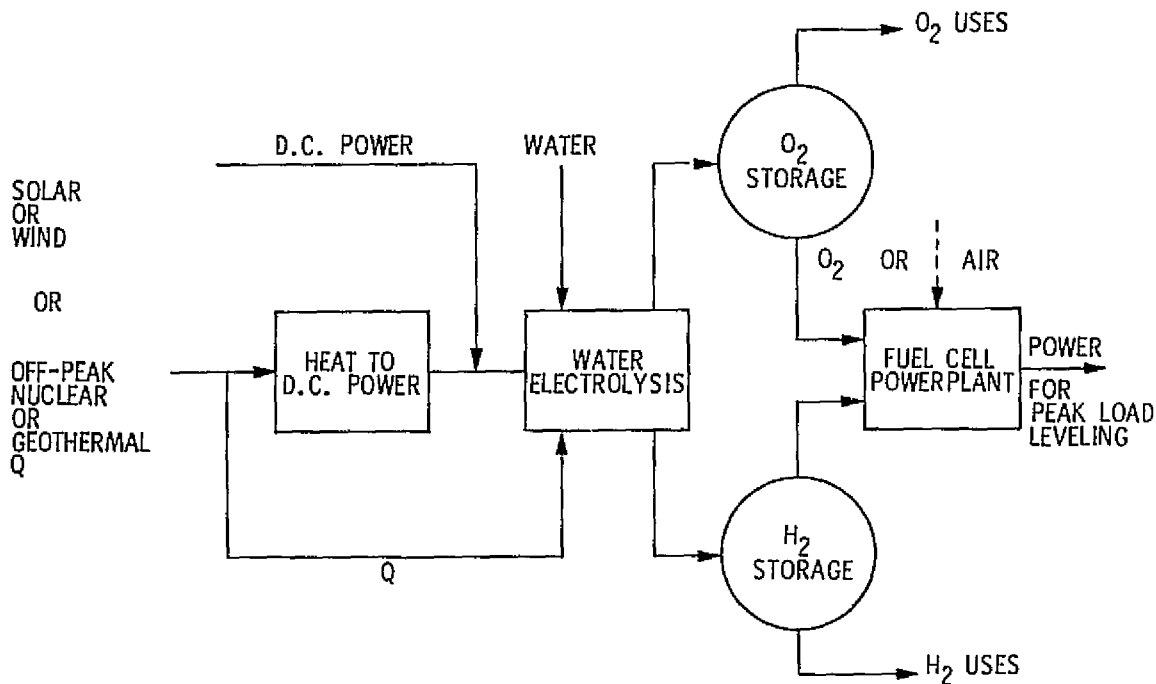 O2 USES
D.C. POWER
WATER
O2
STORAGE
SOLAR
OR
WIND
O2 OR AIR
OR
HEAT TO
D.C. POWER
WATER
ELECTROLYSIS
FUEL CELL
POWERPLANT
POWER
FOR
PEAK LOAD
LEVELING
OFF-PEAK
NUCLEAR
OR
GEOTHERMAL
Q
Q
H2
STORAGE
H2 USES